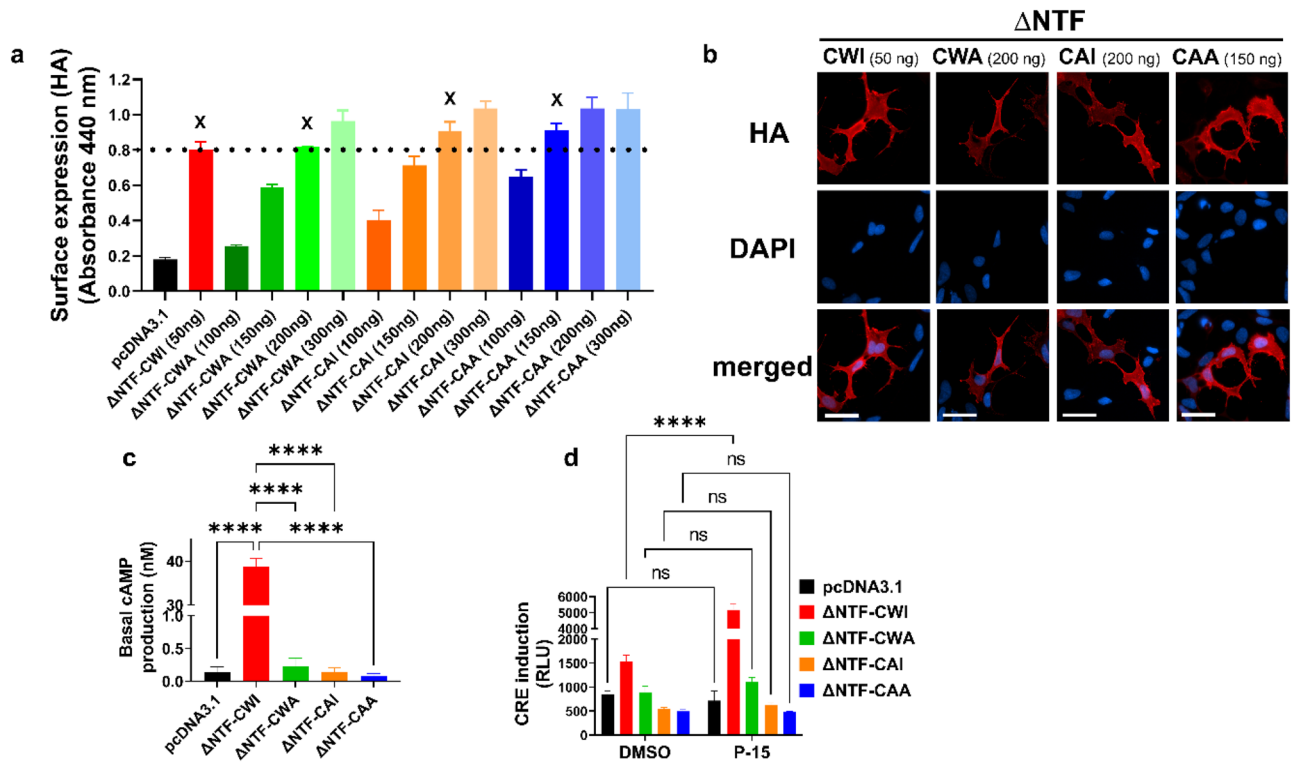 a
Surface expression (HA)
(Absorbance 440 nm)
1.2
1.0
0.8
0.6
0.4
0.2
0.0
X
X
X
X
pcDNA3.1
ΔNTF-CWI (50ng)
ΔNTF-CWA (100ng)
ΔNTF-CWA (150ng)
ΔNTF-CWA (200ng)
ΔNTF-CWA (300ng)
ΔNTF-CAI (100ng)
ΔNTF-CAI (150ng)
ΔNTF-CAI (200ng)
ΔNTF-CAI (300ng)
ΔNTF-CAA (100ng)
ΔNTF-CAA (150ng)
ΔNTF-CAA (200ng)
ΔNTF-CAA (300ng)
b
ΔNTF
CWI (50 ng) CWA (200 ng) CAI (200 ng) CAA (150 ng)
HA
DAPI
merged
c
Basal cAMP
production (nM)
40
30
1.0
0.5
0.0
****
****
**** ****
pcDNA3.1
ΔNTF-CWI
ΔNTF-CWA
ΔNTF-CAI
ΔNTF-CAA
d
CRE induction
(RLU)
6000
5000
4000
2000
1500
1000
500
0
****
ns
ns
ns
ns
DMSO P-15
pcDNA3.1
ΔNTF-CWI
ΔNTF-CWA
ΔNTF-CAI
ΔNTF-CAA